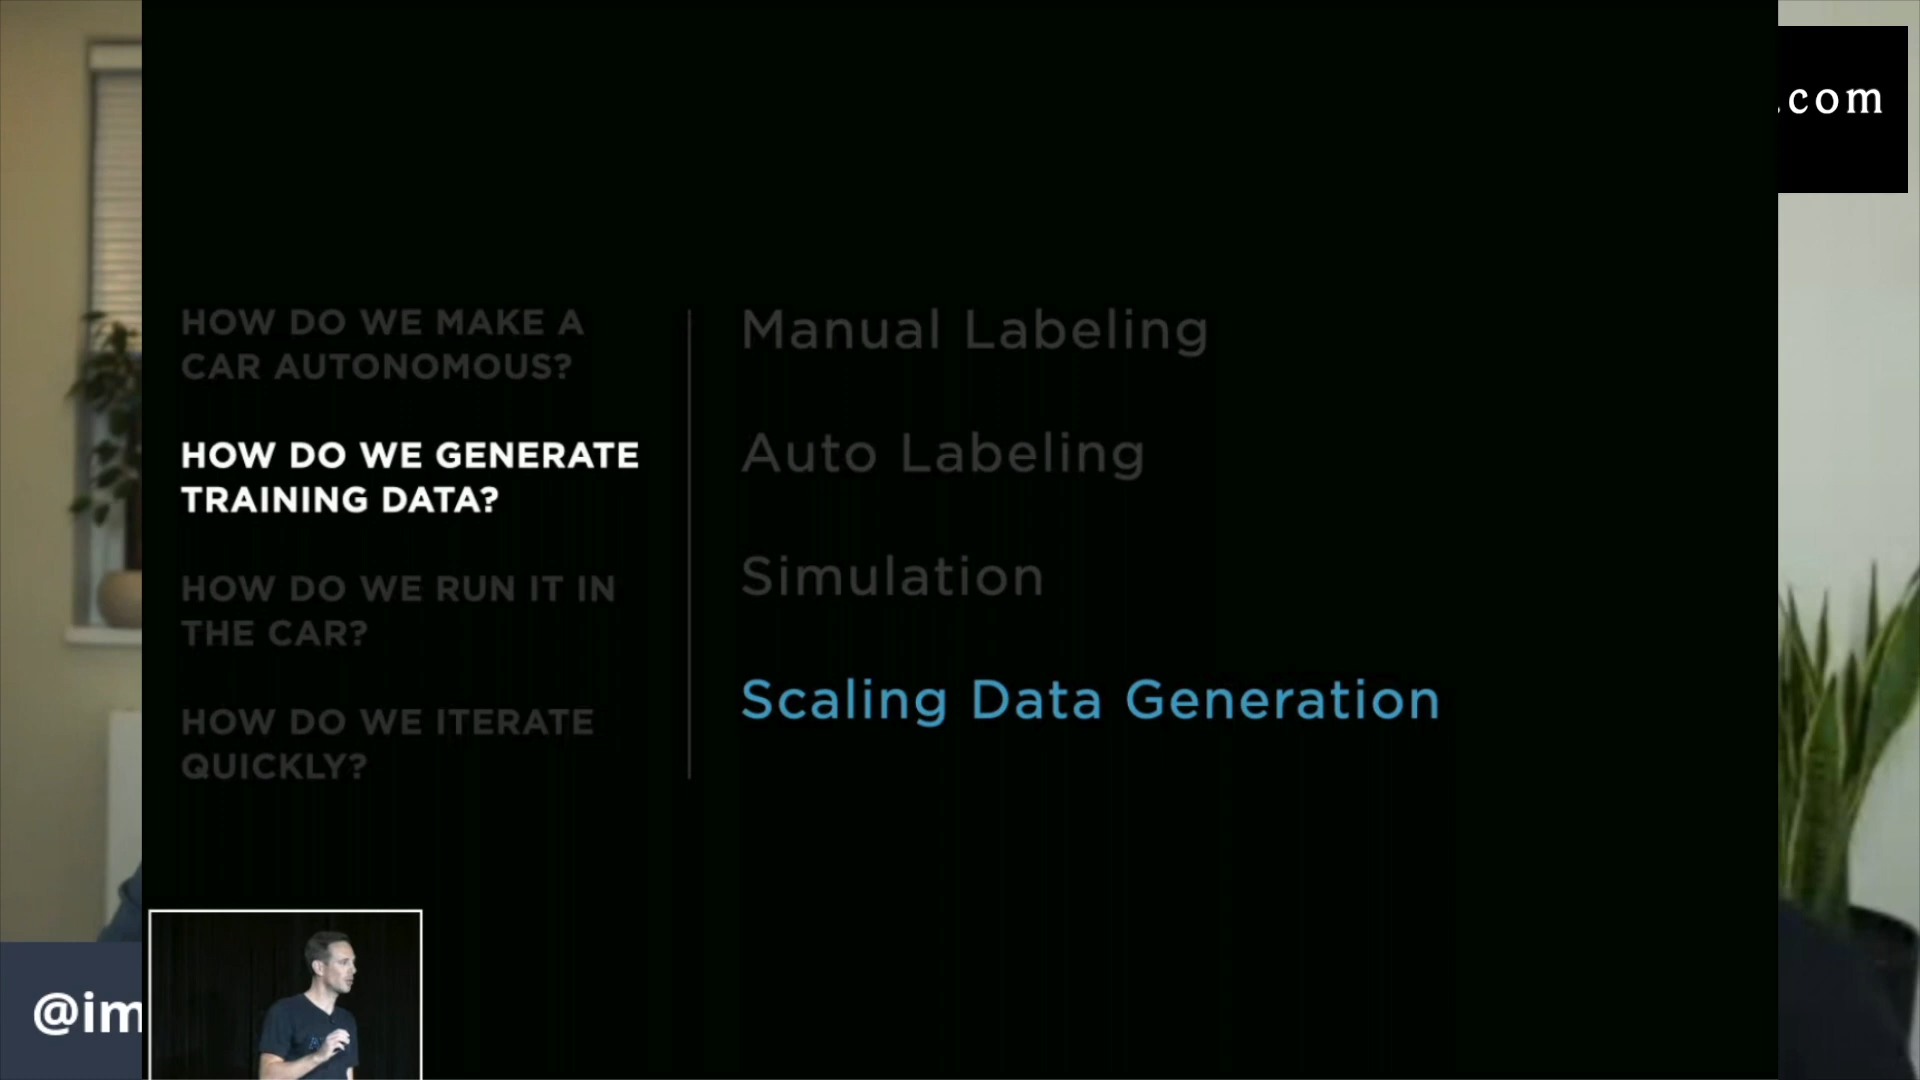 .com
HOW DO WE MAKE A
CAR AUTONOMOUS?
HOW DO WE GENERATE
TRAINING DATA?
HOW DO WE RUN IT IN
THE CAR?
HOW DO WE ITERATE
QUICKLY?
Manual Labeling
Auto Labeling
Simulation
Scaling Data Generation
@im